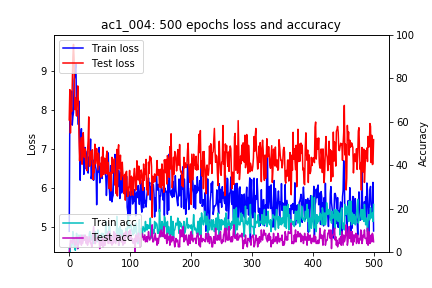 ac1_004: 500 epochs loss and accuracy
Train loss
Test loss
Train acc
Test acc
Loss
9
8
7
6
5
Accuracy
100
80
60
40
20
0
0
100
200
300
400
500